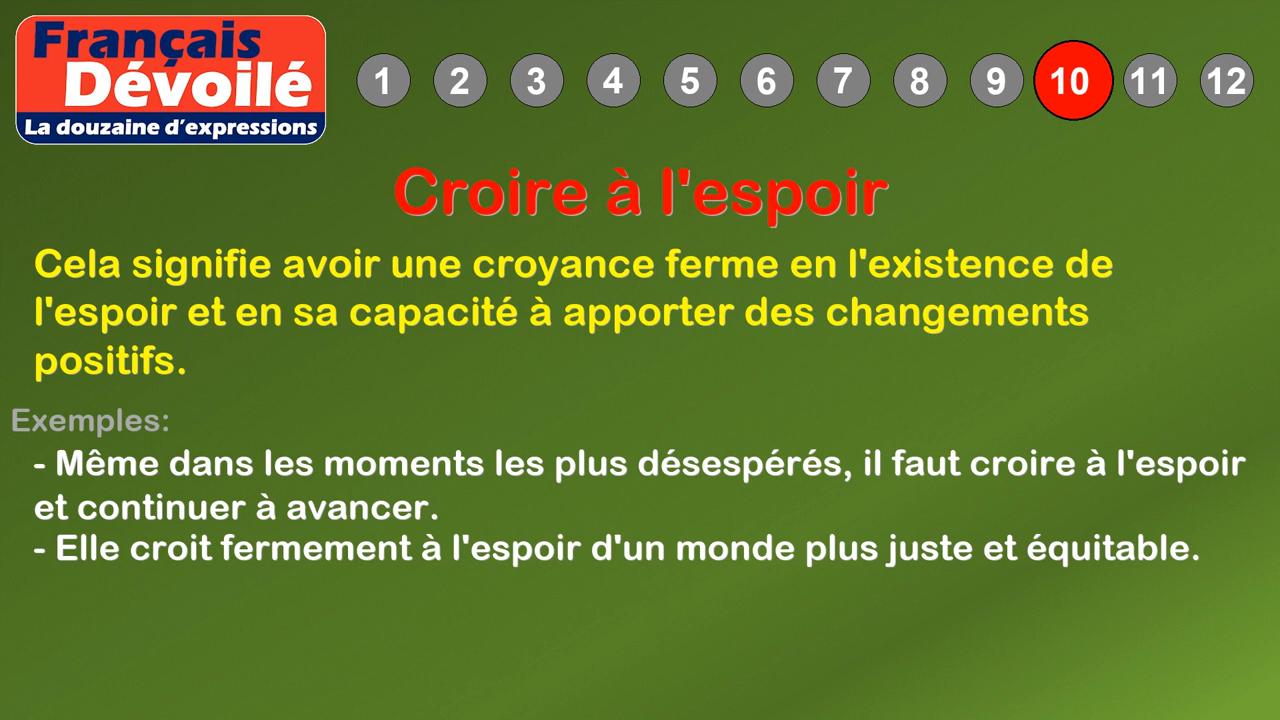 Français
Dévoilé
La douzaine d'expressions
1 2 3 4 5 6 7 8 9 10 11 12
Croire à l'espoir
Cela signifie avoir une croyance ferme en l'existence de
l'espoir et en sa capacité à apporter des changements
positifs.
Exemples:
- Même dans les moments les plus désespérés, il faut croire à l'espoir
et continuer à avancer.
- Elle croit fermement à l'espoir d'un monde plus juste et équitable.